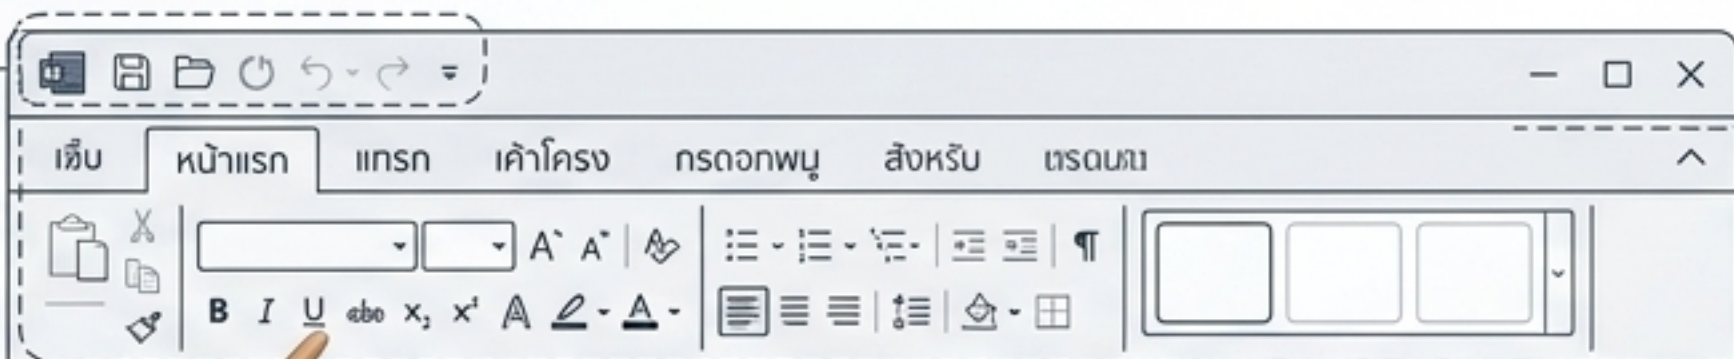 หน้าแรก แทรก เค้าโครง กรดอกพนู สังหรับ
A A
B I U abc x, x A A